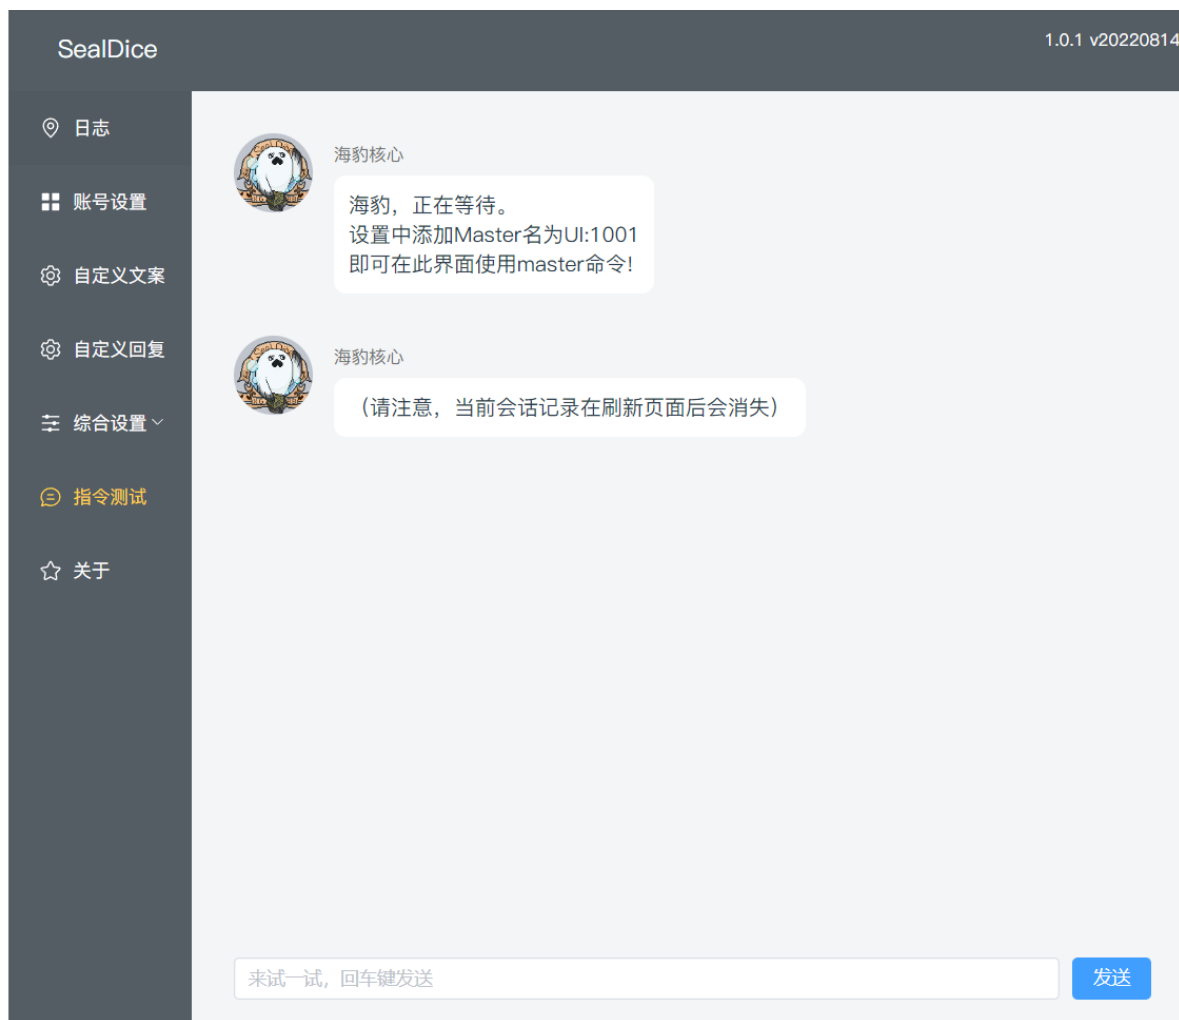 SealDice
1.0.1 v20220814
日志
账号设置
自定义文案
自定义回复
综合设置
指令测试
关于
海豹核心
海豹，正在等待。
设置中添加Master名为UI:1001
即可在此界面使用master命令!
海豹核心
（请注意，当前会话记录在刷新页面后会消失）
来试一试，回车键发送
发送